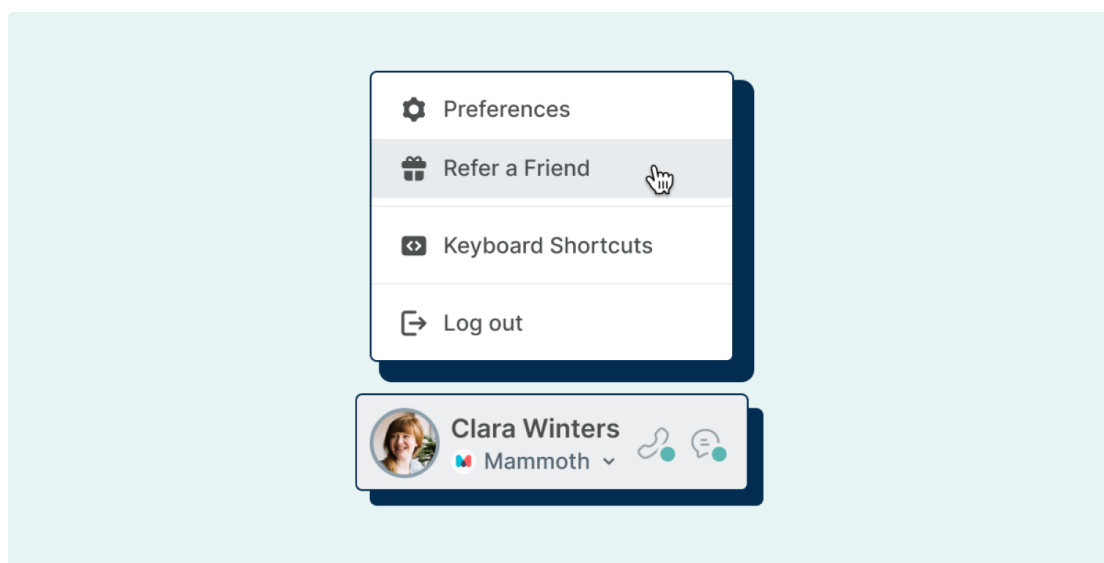 Preferences
Refer a Friend
Keyboard Shortcuts
Log out
Clara Winters
Mammoth